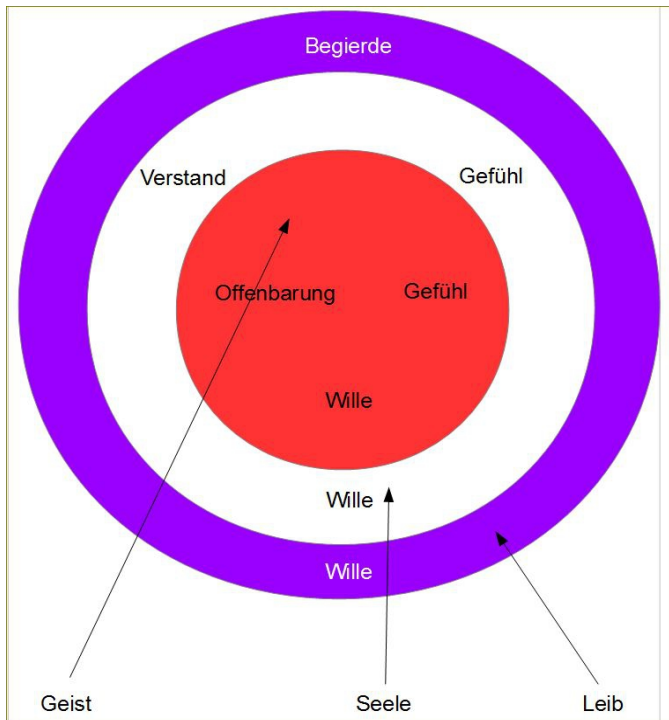 Begierde
Verstand
Gefühl
Offenbarung
Gefühl
Wille
Wille
Wille
Geist
Seele
Leib